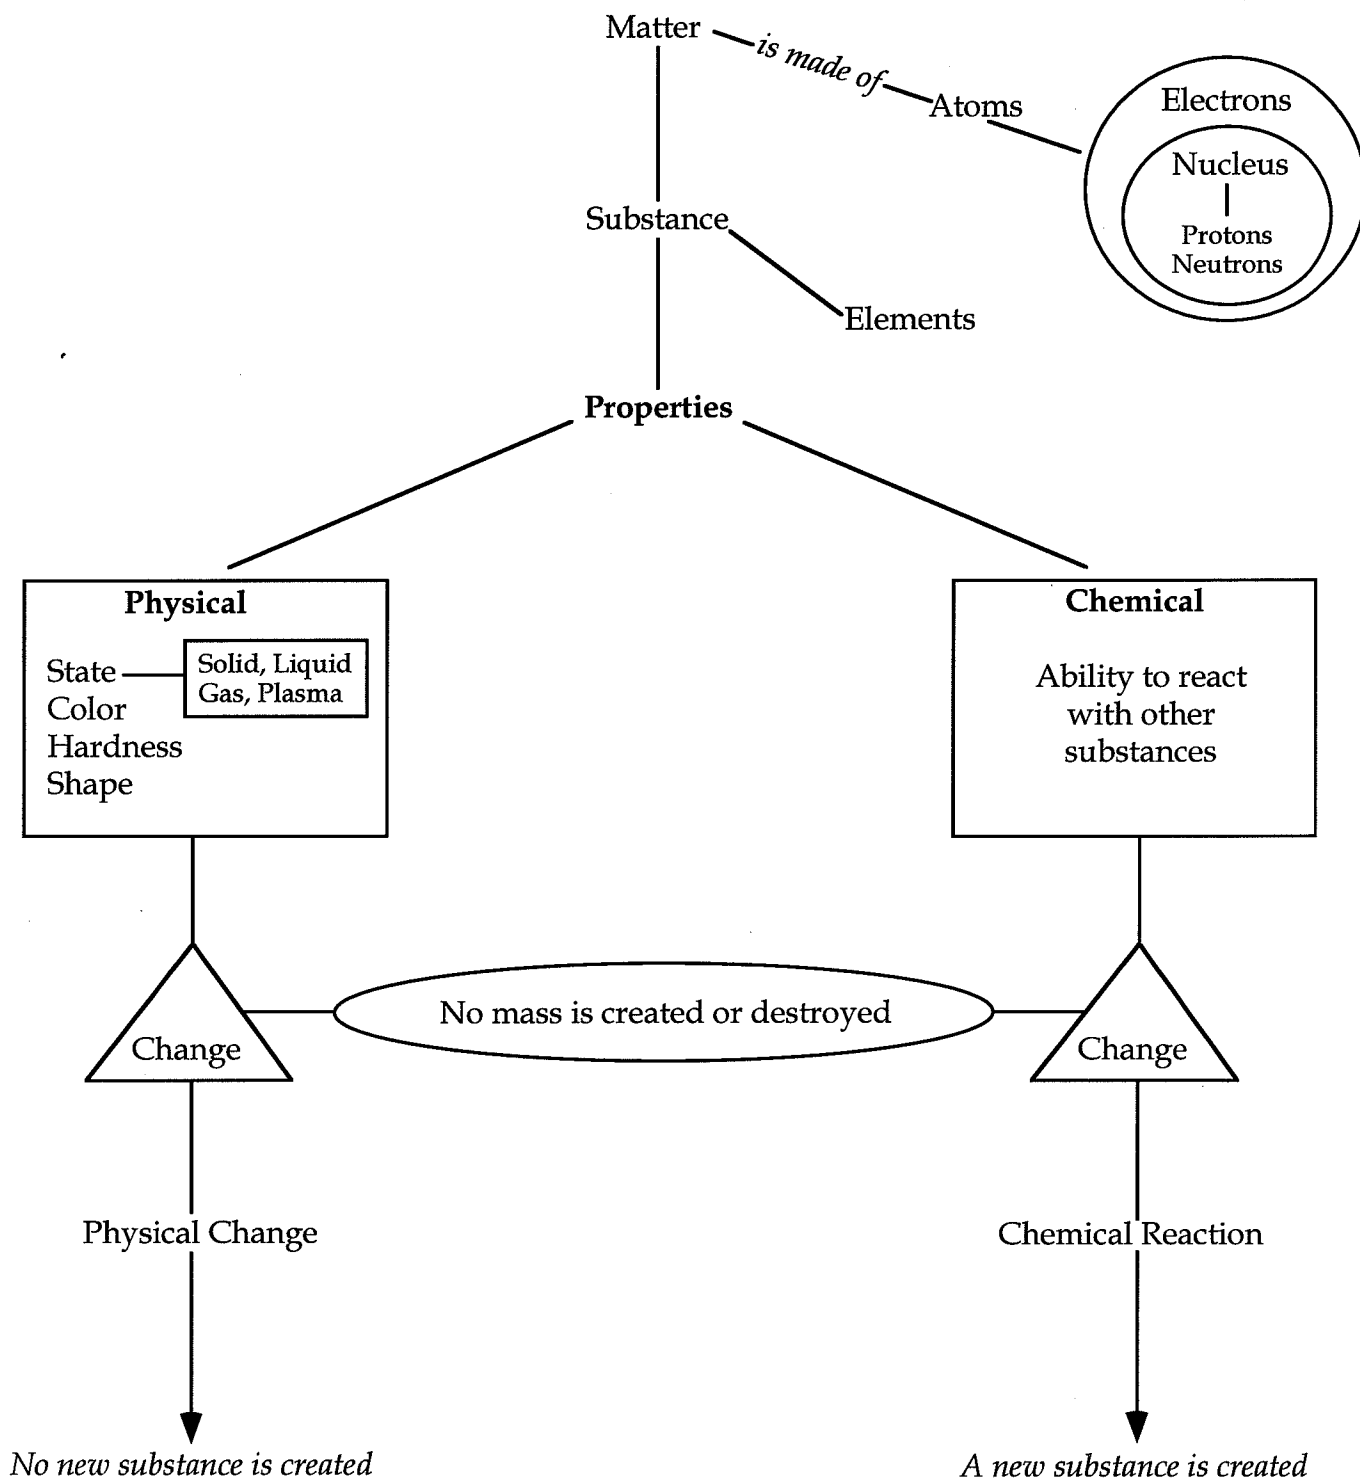 Matter
is made of
Atoms
Electrons
Nucleus
Protons
Neutrons
Substance
Elements
Properties
Physical
State
Solid, Liquid
Gas, Plasma
Color
Hardness
Shape
Chemical
Ability to react
with other
substances
Change
No mass is created or destroyed
Change
Physical Change
Chemical Reaction
No new substance is created
A new substance is created